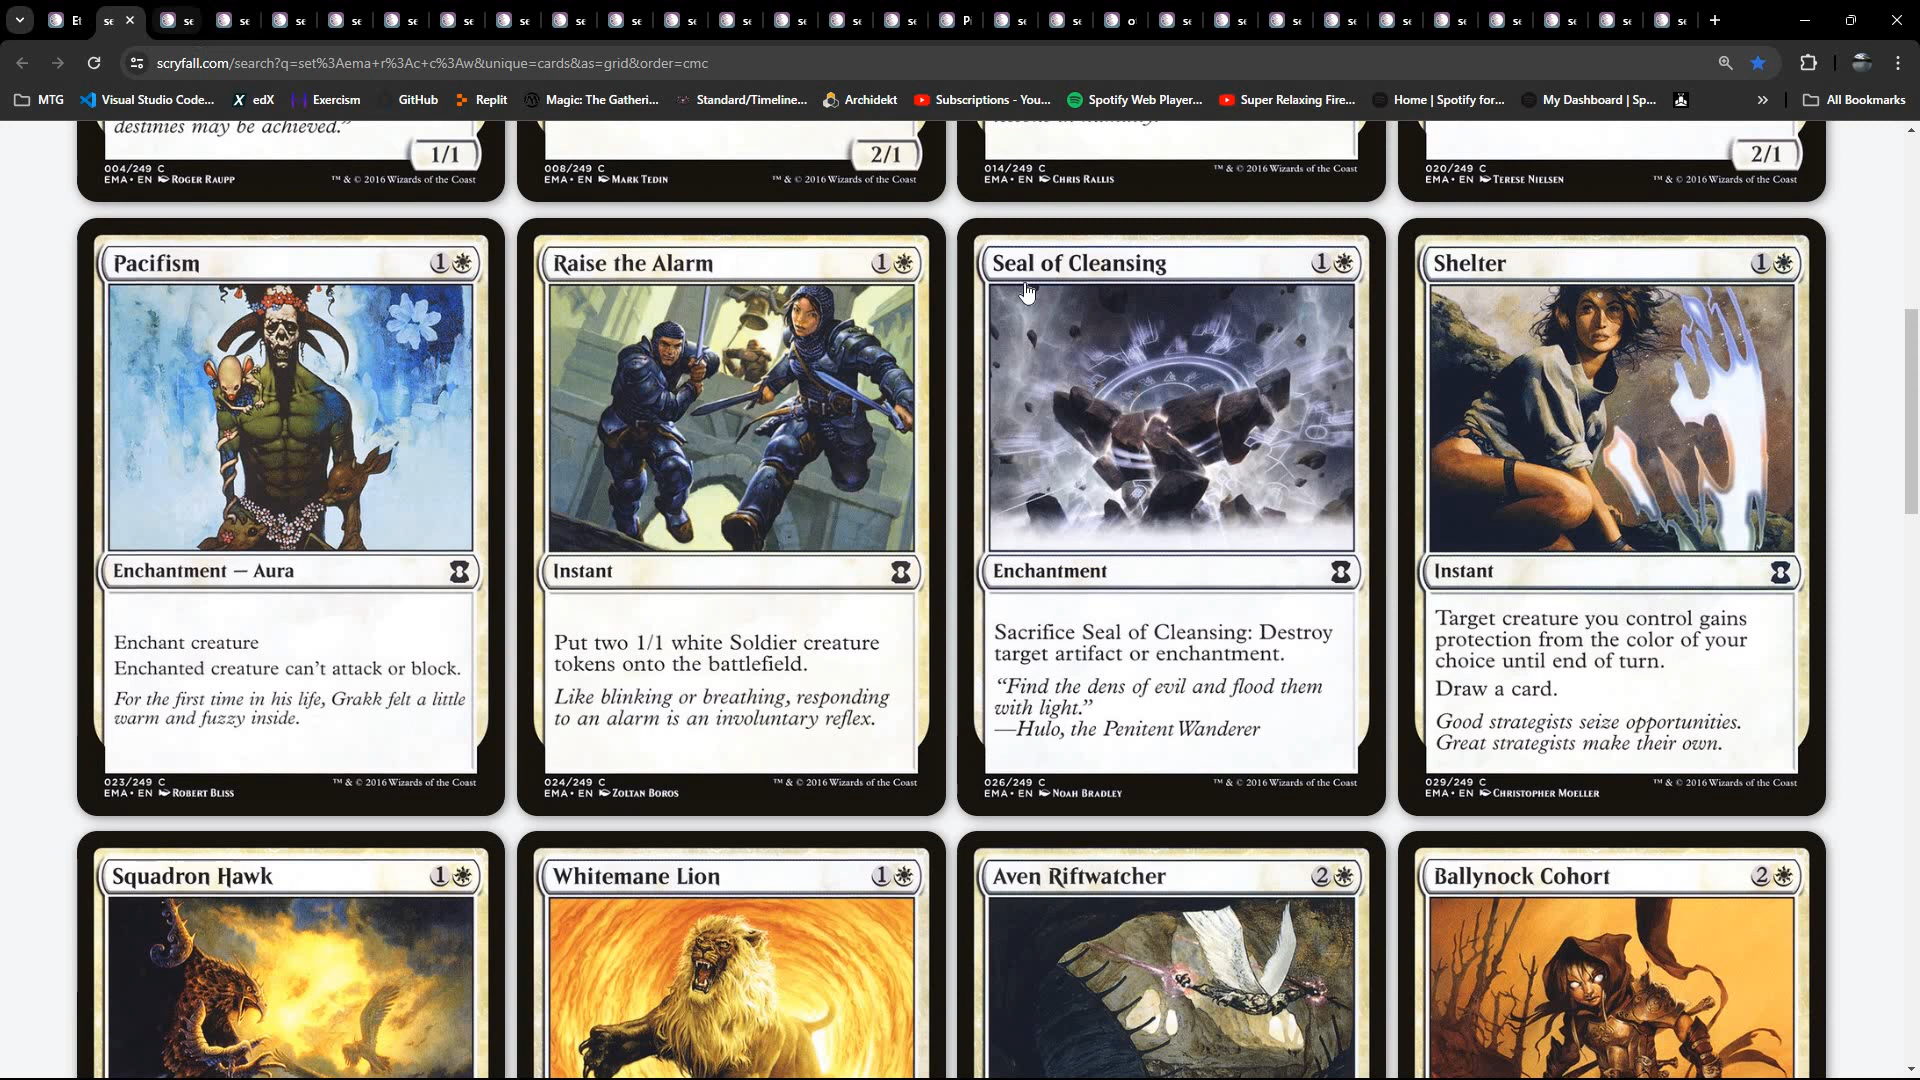 scryfall.com/search?q=set%3Aema+r%3Ac+c%3Aw&unique=cards&as=grid&order=cmc
MTG
Visual Studio Code...
edX
Exercism
GitHub
Replit
Magic: The Gatheri...
Standard/Timeline...
Archidekt
Subscriptions - You...
Spotify Web Player...
Super Relaxing Fire...
Home | Spotify for...
My Dashboard | Sp...
All Bookmarks
destinies may be achieved."
1/1
004/249 C
EMA • EN ROGER RAUPP
™ & © 2016 Wizards of the Coast
2/1
008/249 C
EMA • EN MARK TEDIN
™ & © 2016 Wizards of the Coast
014/249 C
EMA • EN CHRIS RALLIS
™ & © 2016 Wizards of the Coast
2/1
020/249 C
EMA • EN TERESE NIELSEN
™ & © 2016 Wizards of the Coast
Pacifism 1
Enchantment — Aura
Enchant creature
Enchanted creature can't attack or block.
For the first time in his life, Grakk felt a little
warm and fuzzy inside.
023/249 C
EMA • EN ROBERT BLISS
™ & © 2016 Wizards of the Coast
Raise the Alarm 1
Instant
Put two 1/1 white Soldier creature
tokens onto the battlefield.
Like blinking or breathing, responding
to an alarm is an involuntary reflex.
024/249 C
EMA • EN ZOLTAN BOROS
™ & © 2016 Wizards of the Coast
Seal of Cleansing 1
Enchantment
Sacrifice Seal of Cleansing: Destroy
target artifact or enchantment.
"Find the dens of evil and flood them
with light."
—Hulo, the Penitent Wanderer
026/249 C
EMA • EN NOAH BRADLEY
™ & © 2016 Wizards of the Coast
Shelter 1
Instant
Target creature you control gains
protection from the color of your
choice until end of turn.
Draw a card.
Good strategists seize opportunities.
Great strategists make their own.
029/249 C
EMA • EN CHRISTOPHER MOELLER
™ & © 2016 Wizards of the Coast
Squadron Hawk 1
Whitemane Lion 1
Aven Riftwatcher 2
Ballynock Cohort 2